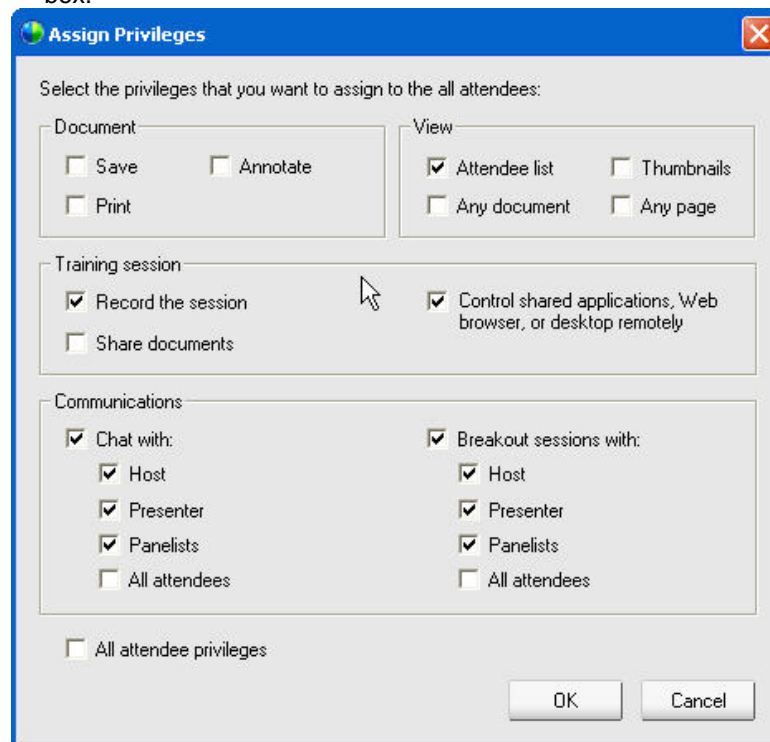 box.
Assign Privileges
Select the privileges that you want to assign to the all attendees:
Document
Save Annotate
Print
View
Attendee list Thumbnails
Any document Any page
Training session
Record the session
Share documents
Control shared applications, Web
browser, or desktop remotely
Communications
Chat with:
Host
Presenter
Panelists
All attendees
Breakout sessions with:
Host
Presenter
Panelists
All attendees
All attendee privileges
OK Cancel